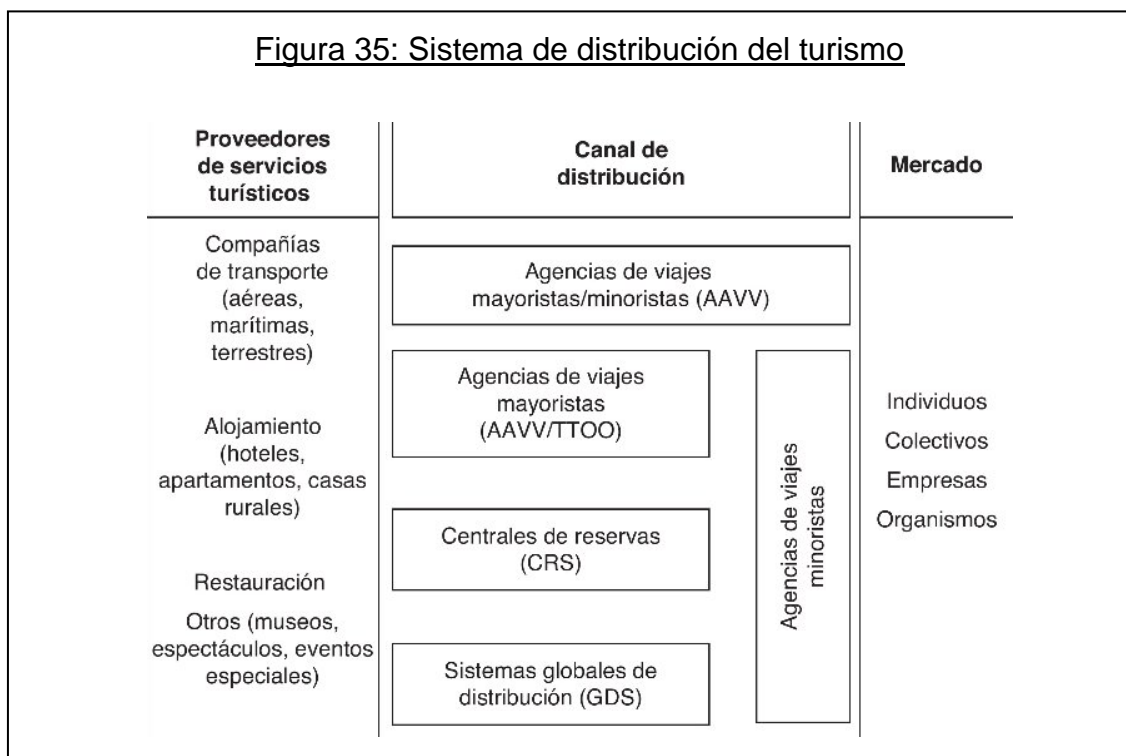 Figura 35: Sistema de distribución del turismo
Proveedores
de servicios
turísticos
Canal de
distribución
Mercado
Compañías
de transporte
(aéreas,
marítimas,
terrestres)
Alojamiento
(hoteles,
apartamentos, casas
rurales)
Restauración
Otros (museos,
espectáculos, eventos
especiales)
Agencias de viajes
mayoristas/minoristas (AAVV)
Agencias de viajes
mayoristas
(AAVV/TTOO)
Centrales de reservas
(CRS)
Sistemas globales de
distribución (GDS)
Agencias de viajes
minoristas
Individuos
Colectivos
Empresas
Organismos